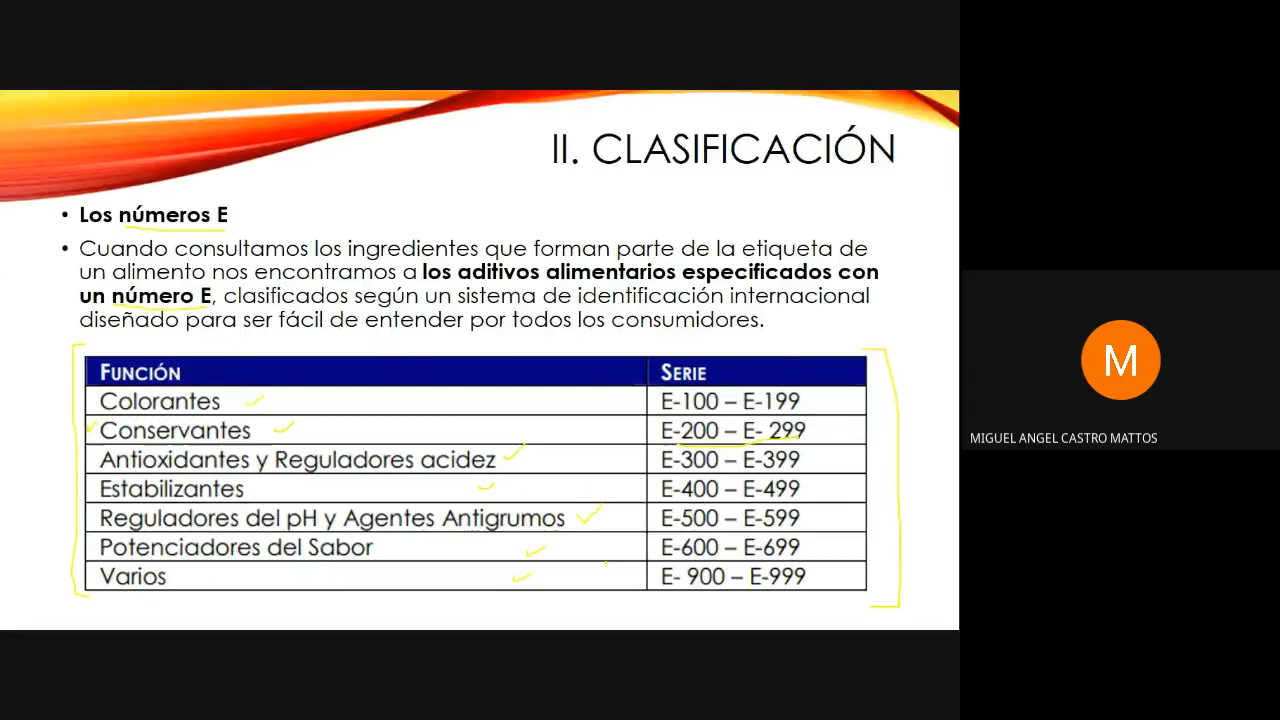 II. CLASIFICACIÓN
• Los números E
• Cuando consultamos los ingredientes que forman parte de la etiqueta de
un alimento nos encontramos a los aditivos alimentarios especificados con
un número E, clasificados según un sistema de identificación internacional
diseñado para ser fácil de entender por todos los consumidores.
FUNCIÓN SERIE
Colorantes E-100 – E-199
Conservantes E-200 – E- 299
Antioxidantes y Reguladores acidez E-300 – E-399
Estabilizantes E-400 – E-499
Reguladores del pH y Agentes Antigrumos E-500 – E-599
Potenciadores del Sabor E-600 – E-699
Varios E- 900 – E-999
M
MIGUEL ANGEL CASTRO MATTOS